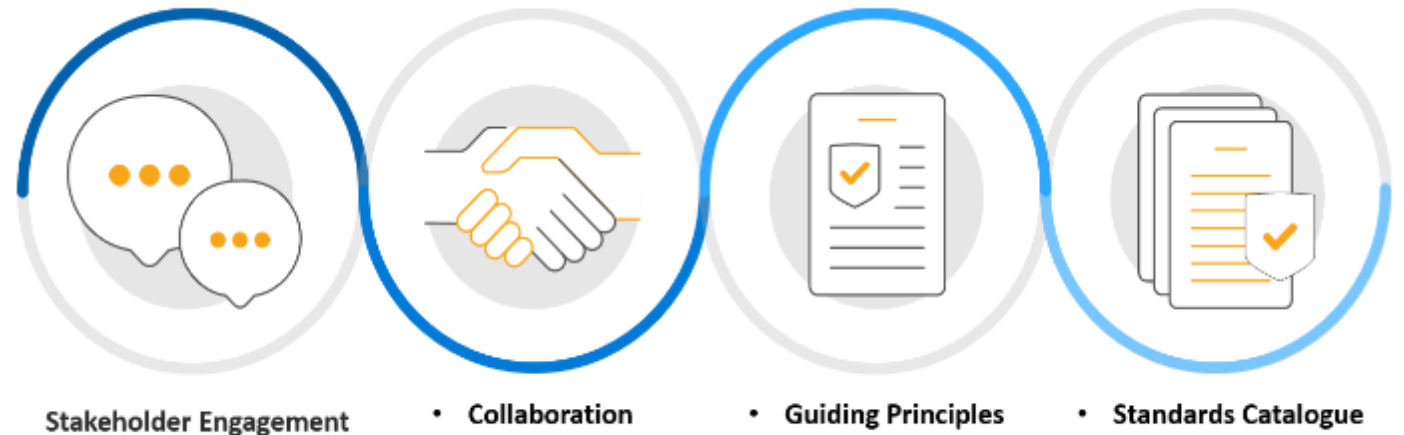 Stakeholder Engagement
• Collaboration
• Guiding Principles
• Standards Catalogue